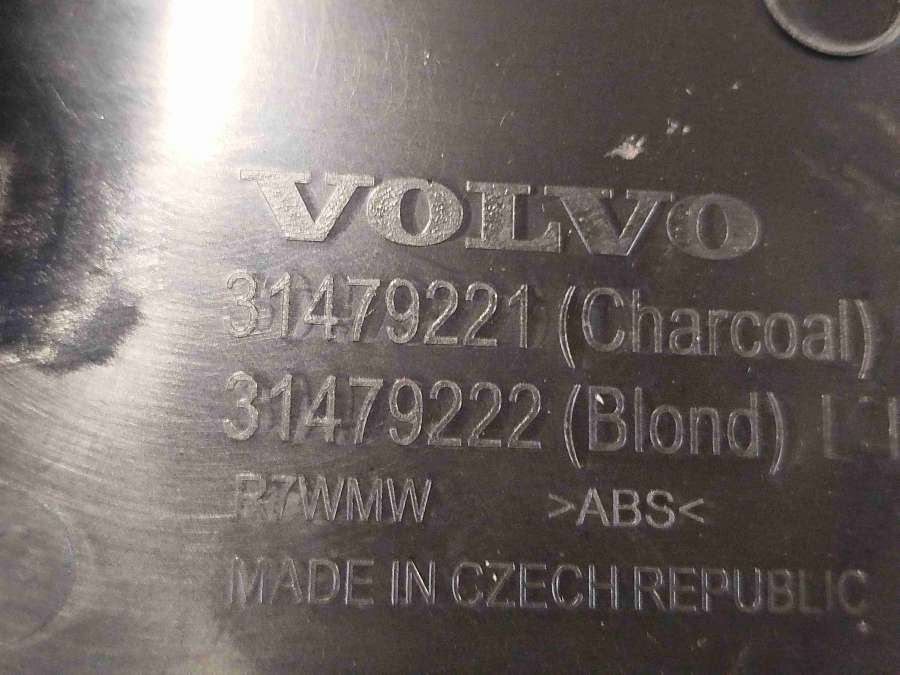 VOLVO
31479221 (Charcoal)
31479222 (Blond)
R7WMW >ABS<
MADE IN CZECH REPUBLIC